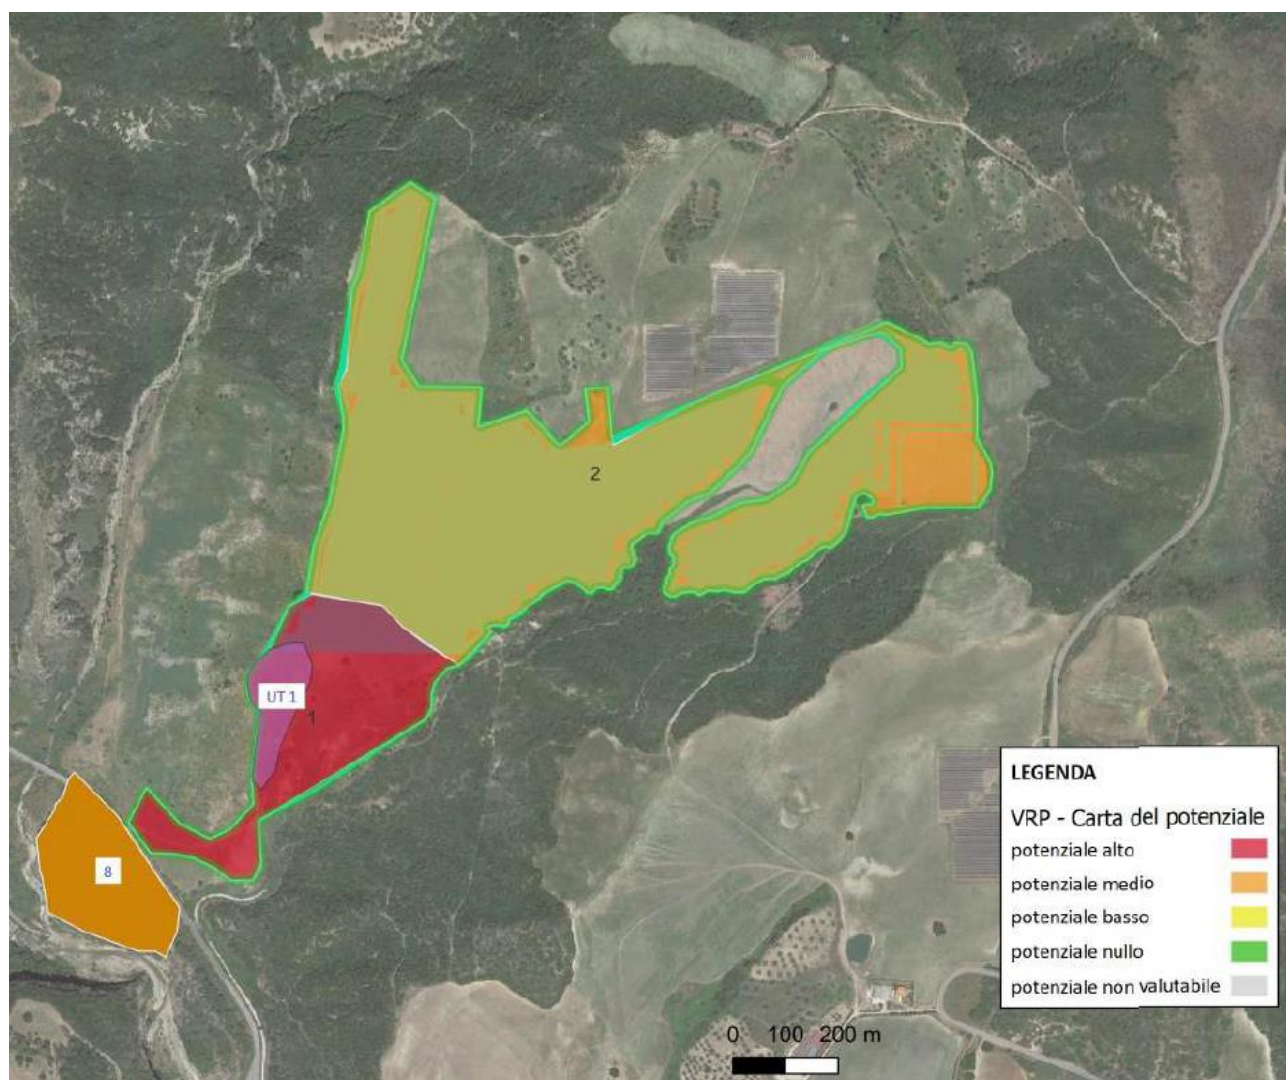 2
UT 1
1
8
LEGENDA
VRP - Carta del potenziale
potenziale alto
potenziale medio
potenziale basso
potenziale nullo
potenziale non valutabile
0 100 200 m